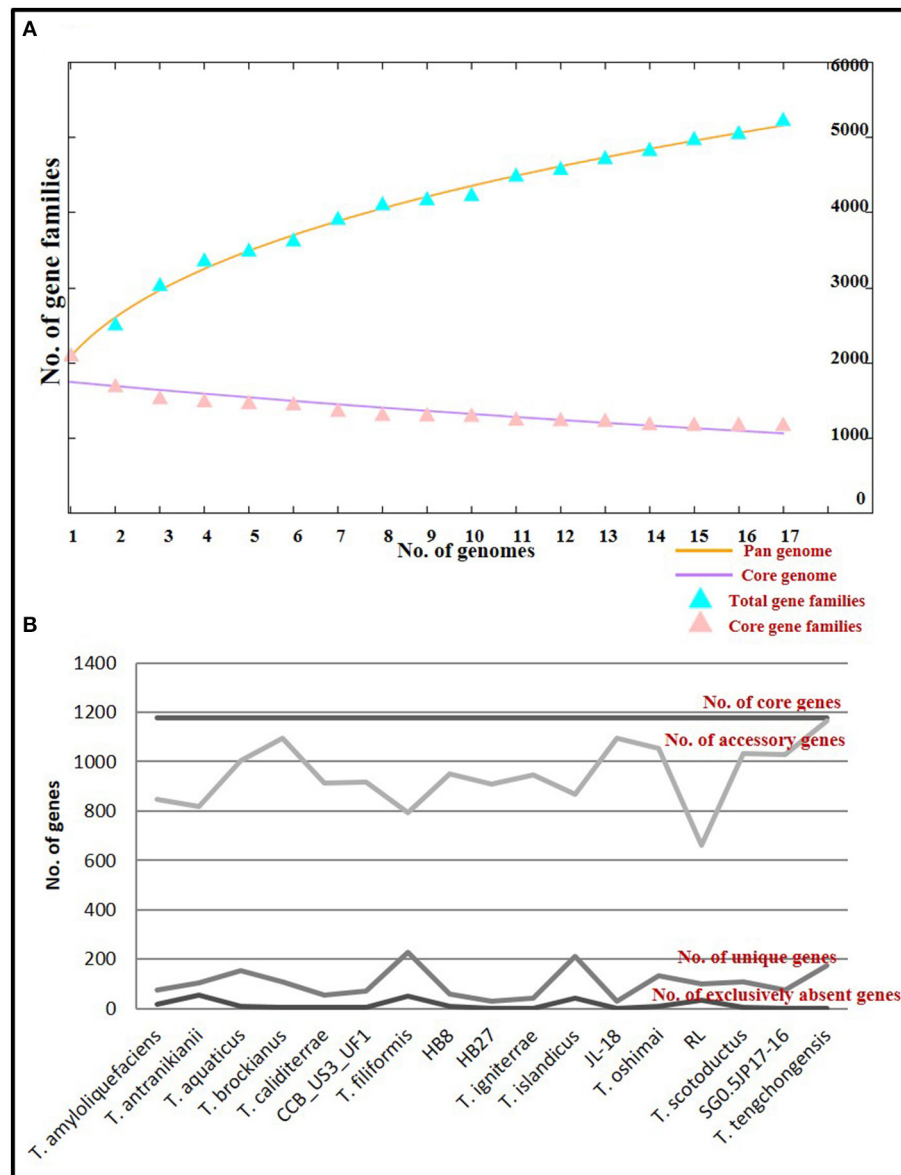 A
No. of gene families
6000
5000
4000
3000
2000
1000
0
1 2 3 4 5 6 7 8 9 10 11 12 13 14 15 16 17
No. of genomes
Pan genome
Core genome
Total gene families
Core gene families
B
No. of genes
1400
1200
1000
800
600
400
200
0
No. of core genes
No. of accessory genes
No. of unique genes
No. of exclusively absent genes
T. amyloliquefaciens
T. antranikianii
T. aquaticus
T. brockianus
T. caliditerrae
CCB_US3_UF1
T. filiformis
HB8
HB27
T. igniterrae
T. islandicus
JL-18
T. oshimai
RL
T. scotoductus
SG0.5JP17-16
T. tengchongensis